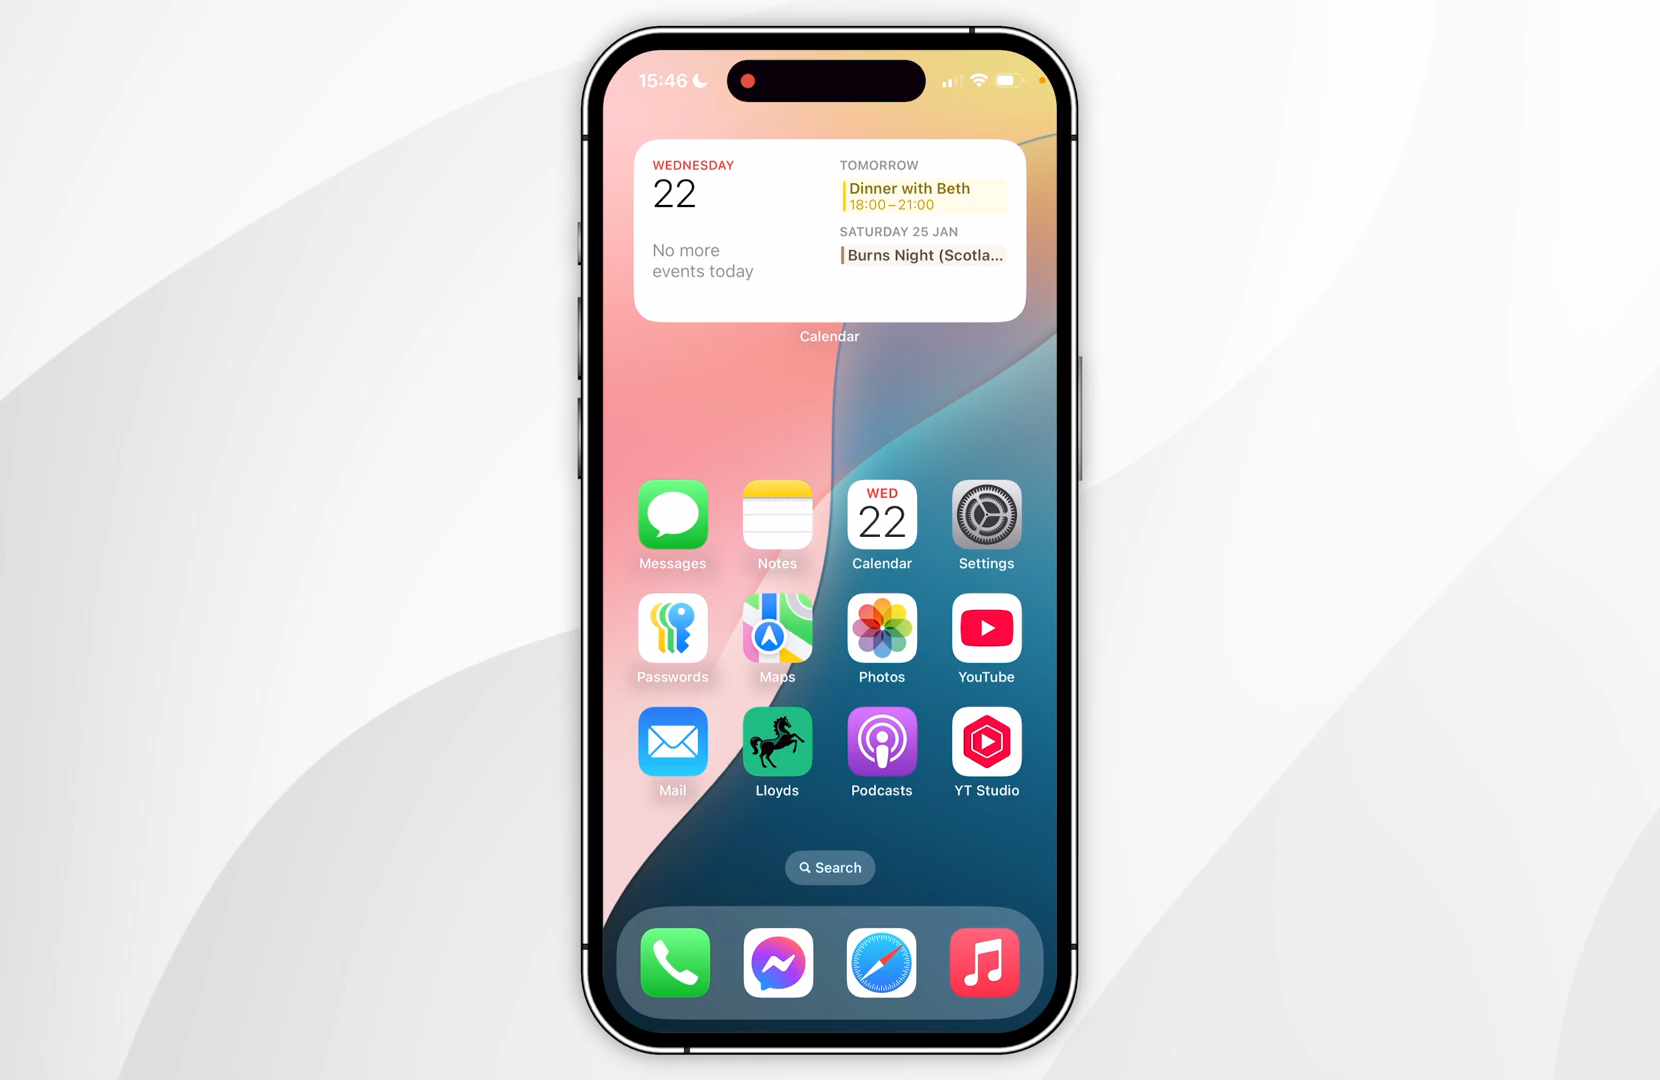 15:46
WEDNESDAY
22
No more
events today
TOMORROW
Dinner with Beth
18:00–21:00
SATURDAY 25 JAN
Burns Night (Scotla...
Calendar
WED
22
Messages
Notes
Calendar
Settings
Passwords
Maps
Photos
YouTube
Mail
Lloyds
Podcasts
YT Studio
Search